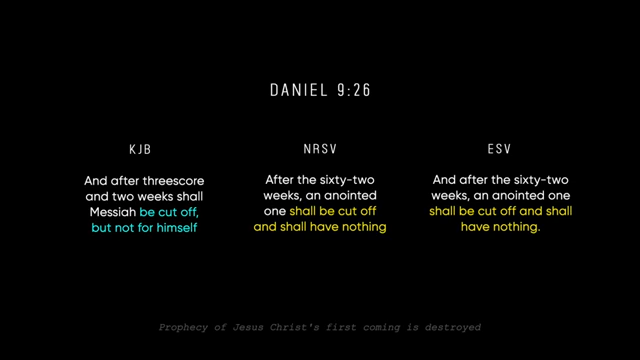 DANIEL 9:26
KJB
And after threescore
and two weeks shall
Messiah be cut off,
but not for himself
NRSV
After the sixty-two
weeks, an anointed
one shall be cut off
and shall have nothing
ESV
And after the sixty-two
weeks, an anointed one
shall be cut off and shall
have nothing.
Prophecy of Jesus Christ's first coming is destroyed